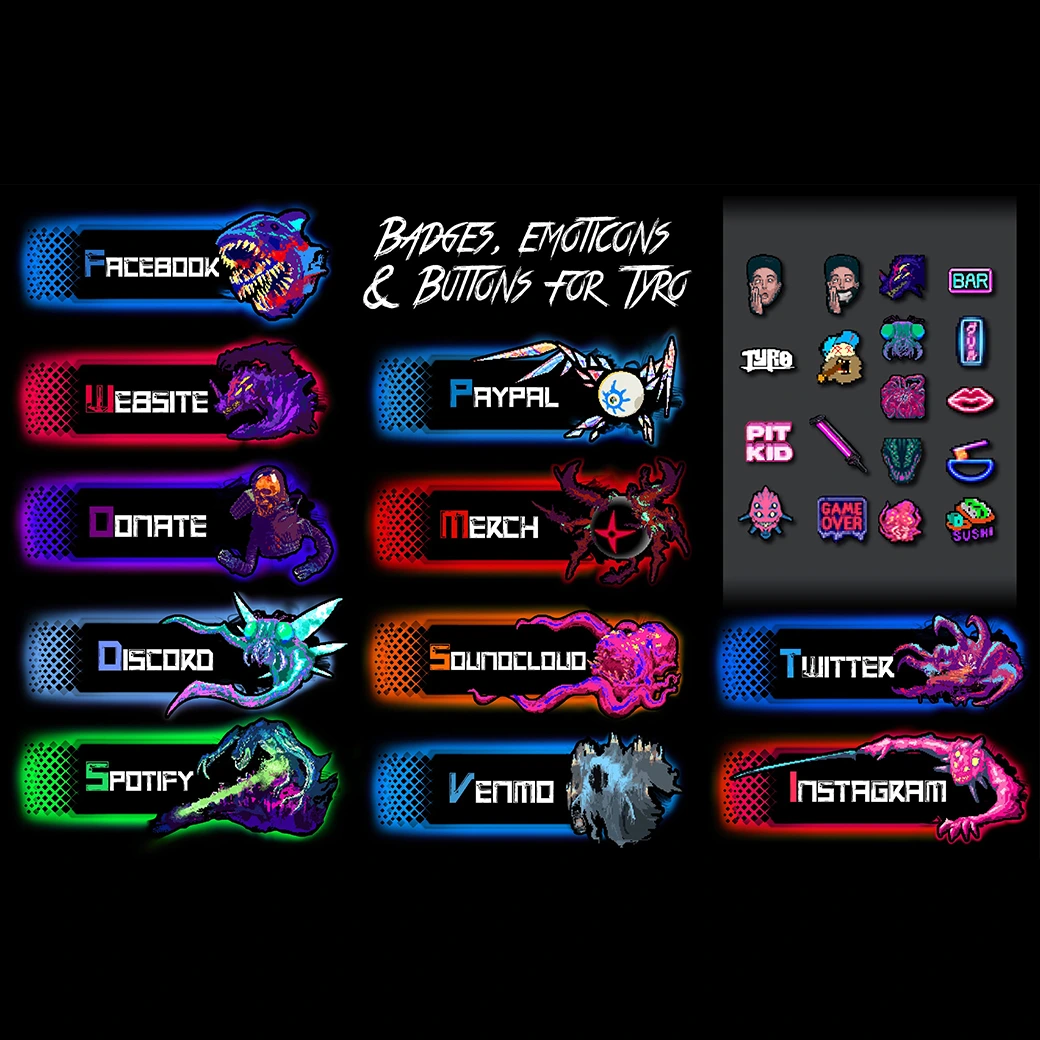 BADGES, EMOTICONS
& BUTTONS FOR TYRO
FACEBOOK
WEBSITE
DONATE
DISCORD
SPOTIFY
PAYPAL
MERCH
SOUNDCLOUD
VENMO
BAR
TYRO
PIT
KID
GAME
OVER
SUSHI
TWITTER
INSTAGRAM